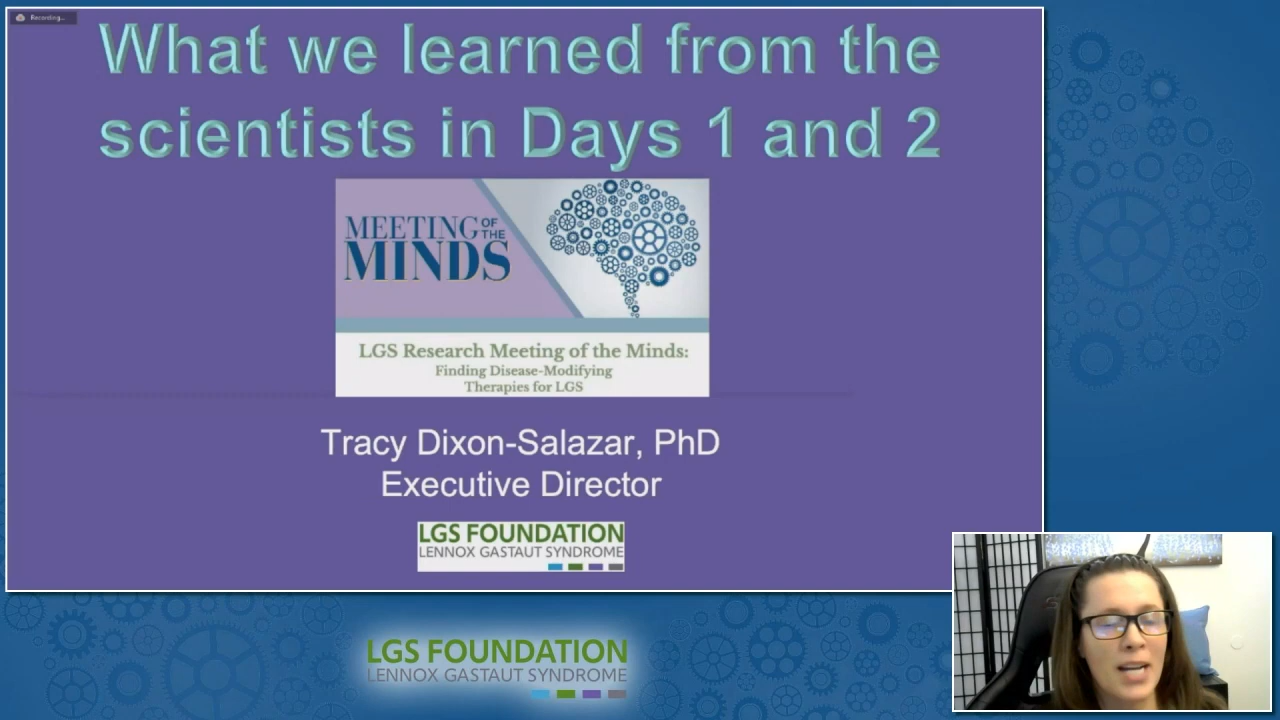 Recording...
What we learned from the
scientists in Days 1 and 2
MEETING OF THE
MINDS
LGS Research Meeting of the Minds:
Finding Disease-Modifying
Therapies for LGS
Tracy Dixon-Salazar, PhD
Executive Director
LGS FOUNDATION
LENNOX GASTAUT SYNDROME
LGS FOUNDATION
LENNOX GASTAUT SYNDROME